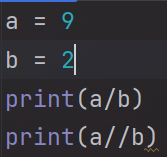 a = 9
b = 2
print(a/b)
print(a//b)